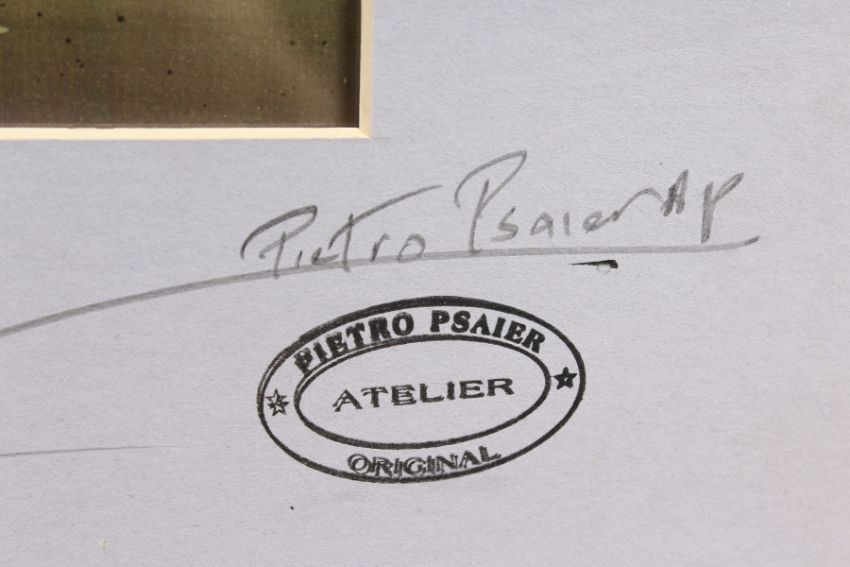 Pietro Psaier AP
PIETRO PSAIER
ATELIER
ORIGINAL